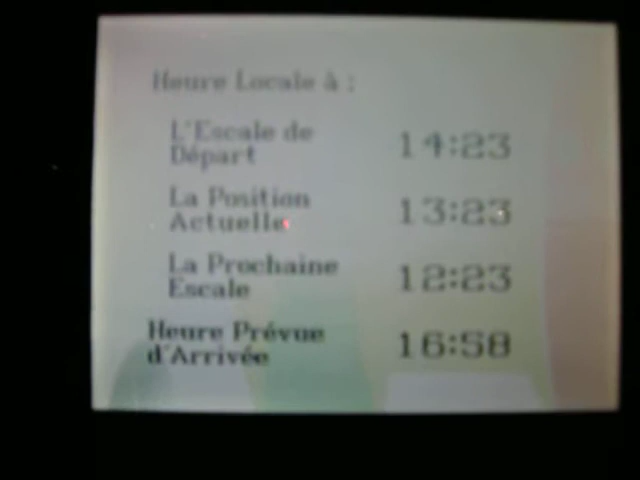 Heure Locale à :
L'Escale de
Départ
14:23
La Position
Actuelle
13:23
La Prochaine
Escale
12:23
Heure Prévue
d'Arrivée
16:58